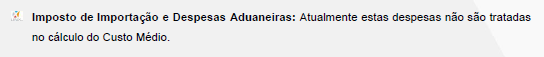 Imposto de Importação e Despesas Aduaneiras: Atualmente estas despesas não são tratadas
no cálculo do Custo Médio.